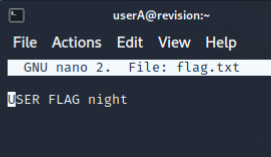 userA@revision:~
File Actions Edit View Help
GNU nano 2. File: flag.txt
USER FLAG night